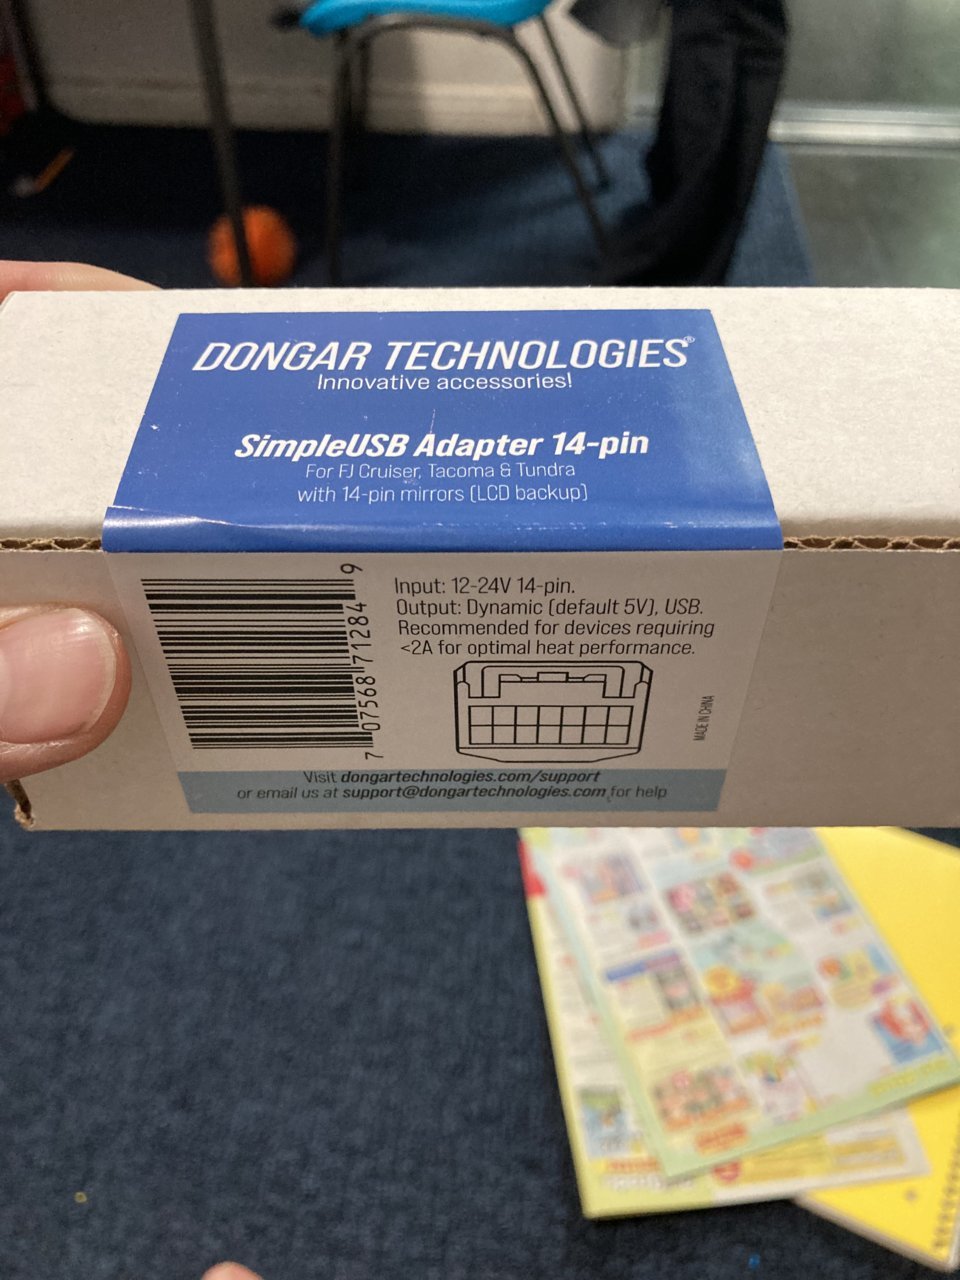 DONGAR TECHNOLOGIES®
Innovative accessories!
SimpleUSB Adapter 14-pin
For FJ Cruiser, Tacoma & Tundra
with 14-pin mirrors (LCD backup)
7 07568 71284 9
Input: 12-24V 14-pin.
Output: Dynamic (default 5V), USB.
Recommended for devices requiring
<2A for optimal heat performance.
MADE IN CHINA
Visit dongartechnologies.com/support
or email us at support@dongartechnologies.com for help